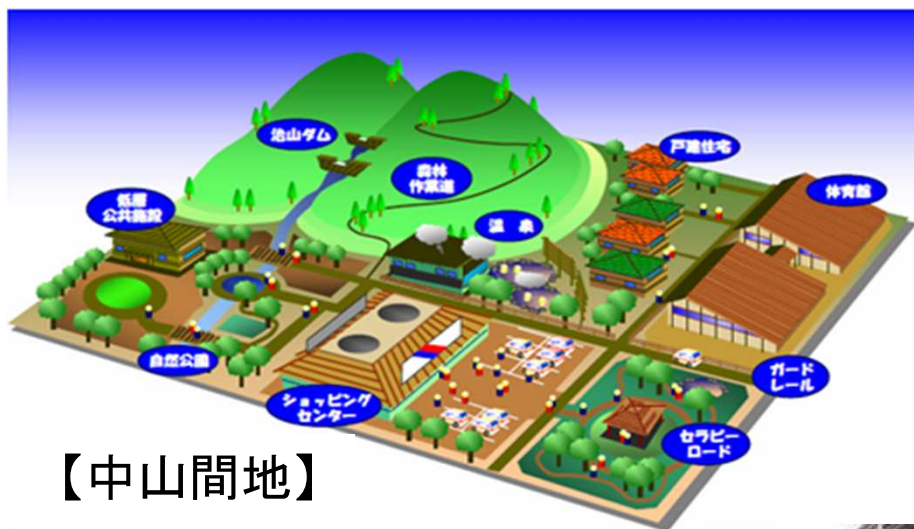 治山ダム
戸建住宅
森林
作業道
体育館
低層
公共施設
温泉
自然公園
ガード
レール
ショッピング
センター
セラピー
ロード
【中山間地】